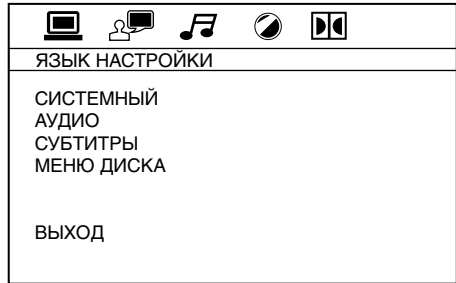 ЯЗЫК НАСТРОЙКИ
СИСТЕМНЫЙ
АУДИО
СУБТИТРЫ
МЕНЮ ДИСКА
ВЫХОД